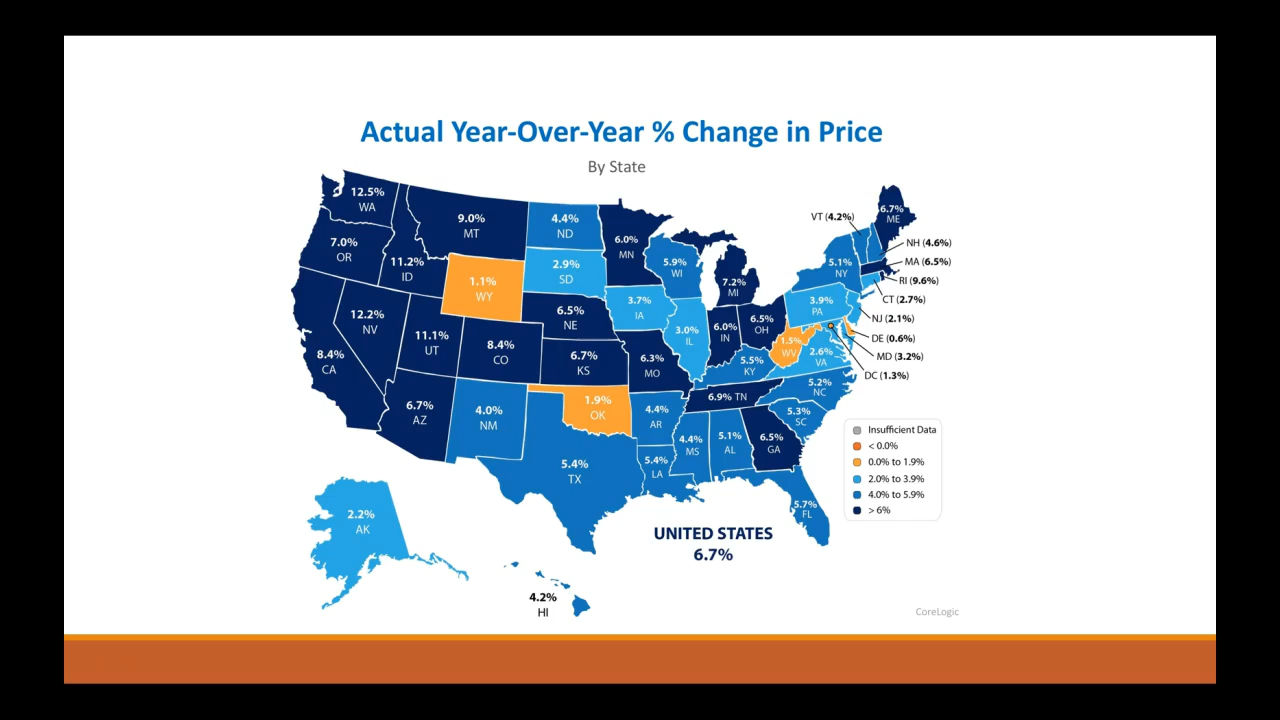 Actual Year-Over-Year % Change in Price
By State
12.5%
WA
7.0%
OR
11.2%
ID
9.0%
MT
4.4%
ND
6.0%
MN
5.9%
WI
7.2%
MI
VT (4.2%)
6.7%
ME
NH (4.6%)
MA (6.5%)
RI (9.6%)
CT (2.7%)
NJ (2.1%)
DE (0.6%)
MD (3.2%)
DC (1.3%)
5.1%
NY
3.9%
PA
1.1%
WY
2.9%
SD
3.7%
IA
3.0%
IL
6.0%
IN
6.5%
OH
1.5%
WV
2.6%
VA
12.2%
NV
11.1%
UT
8.4%
CO
6.5%
NE
6.7%
KS
6.3%
MO
5.5%
KY
5.2%
NC
8.4%
CA
6.7%
AZ
4.0%
NM
1.9%
OK
4.4%
AR
6.9% TN
5.3%
SC
5.4%
TX
5.4%
LA
4.4%
MS
5.1%
AL
6.5%
GA
5.7%
FL
2.2%
AK
4.2%
HI
UNITED STATES
6.7%
Insufficient Data
< 0.0%
0.0% to 1.9%
2.0% to 3.9%
4.0% to 5.9%
> 6%
CoreLogic